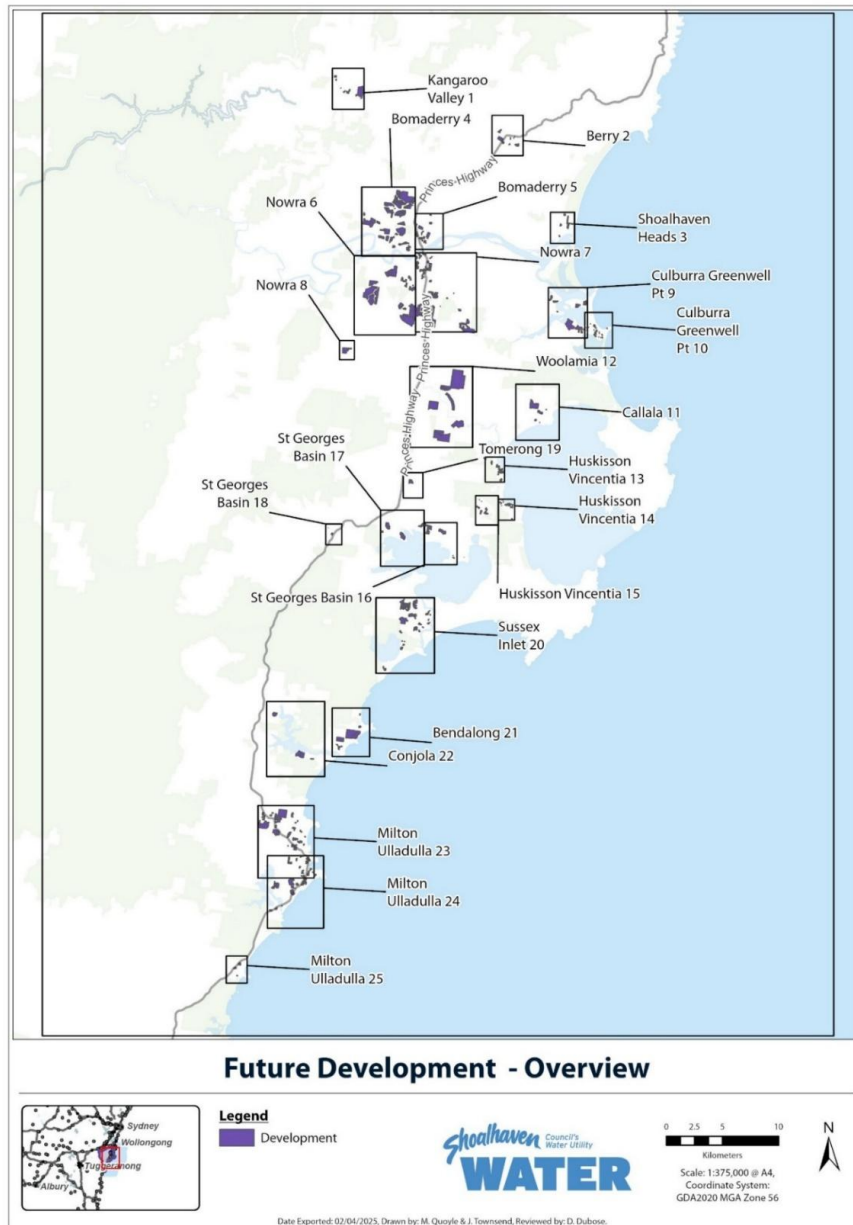 Kangaroo
Valley 1
Bomaderry 4
Berry 2
Princes-Highway
Bomaderry 5
Nowra 6
Shoalhaven
Heads 3
Nowra 7
Nowra 8
Culburra Greenwell
Pt 9
Culburra
Greenwell
Pt 10
Princes-Highway—Princes-Highway
Woolamia 12
Callala 11
St Georges
Basin 17
Tomerong 19
Huskisson
Vincentia 13
St Georges
Basin 18
Huskisson
Vincentia 14
St Georges Basin 16
Huskisson Vincentia 15
Sussex
Inlet 20
Bendalong 21
Conjola 22
Milton
Ulladulla 23
Milton
Ulladulla 24
Milton
Ulladulla 25
Future Development - Overview
Sydney
Wollongong
Tuggeranong
Albury
Legend
Development
Shoalhaven Council's
Water Utility
WATER
0 2.5 5 10
Kilometers
Scale: 1:375,000 @ A4,
Coordinate System:
GDA2020 MGA Zone 56
N
Date Exported: 02/04/2025, Drawn by: M. Quoyle & J. Townsend, Reviewed by: D. Dubose.